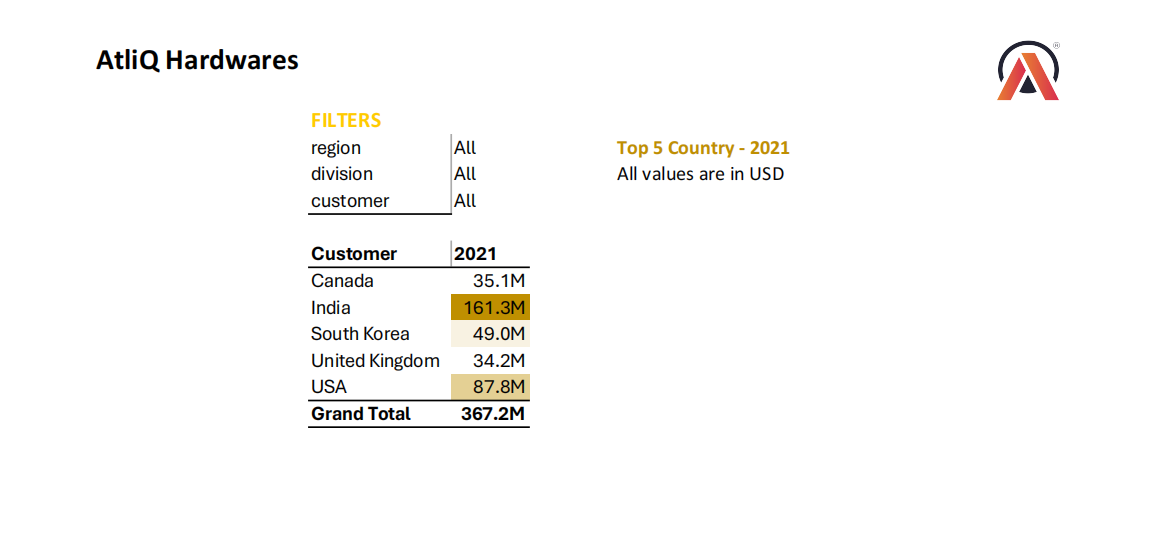 AtliQ Hardwares
®
FILTERS
region All
division All
customer All
Top 5 Country - 2021
All values are in USD
Customer 2021
Canada 35.1M
India 161.3M
South Korea 49.0M
United Kingdom 34.2M
USA 87.8M
Grand Total 367.2M